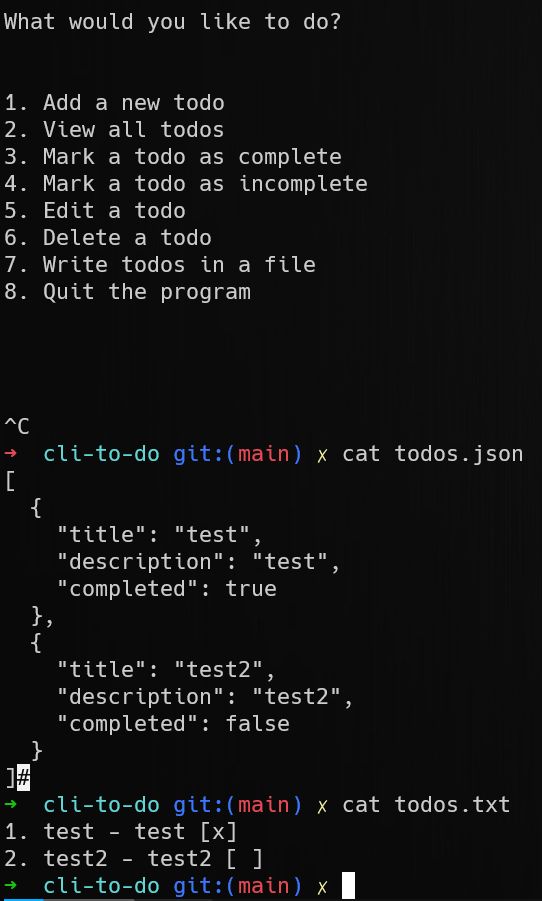 What would you like to do?
1. Add a new todo
2. View all todos
3. Mark a todo as complete
4. Mark a todo as incomplete
5. Edit a todo
6. Delete a todo
7. Write todos in a file
8. Quit the program
^C
➜  cli-to-do git:(main) ✗ cat todos.json
[
  {
    "title": "test",
    "description": "test",
    "completed": true
  },
  {
    "title": "test2",
    "description": "test2",
    "completed": false
  }
]#
➜  cli-to-do git:(main) ✗ cat todos.txt
1. test - test [x]
2. test2 - test2 [ ]
➜  cli-to-do git:(main) ✗